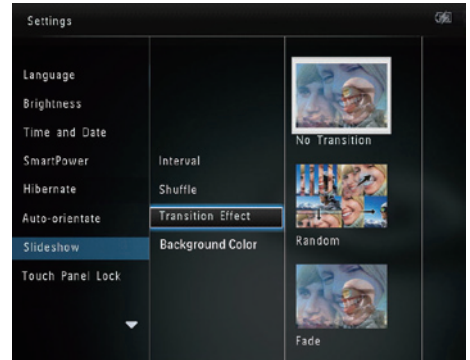 Settings
Language
Brightness
Time and Date
SmartPower
Hibernate
Auto-orientate
Slideshow
Touch Panel Lock
Interval
Shuffle
Transition Effect
Background Color
No Transition
Random
Fade